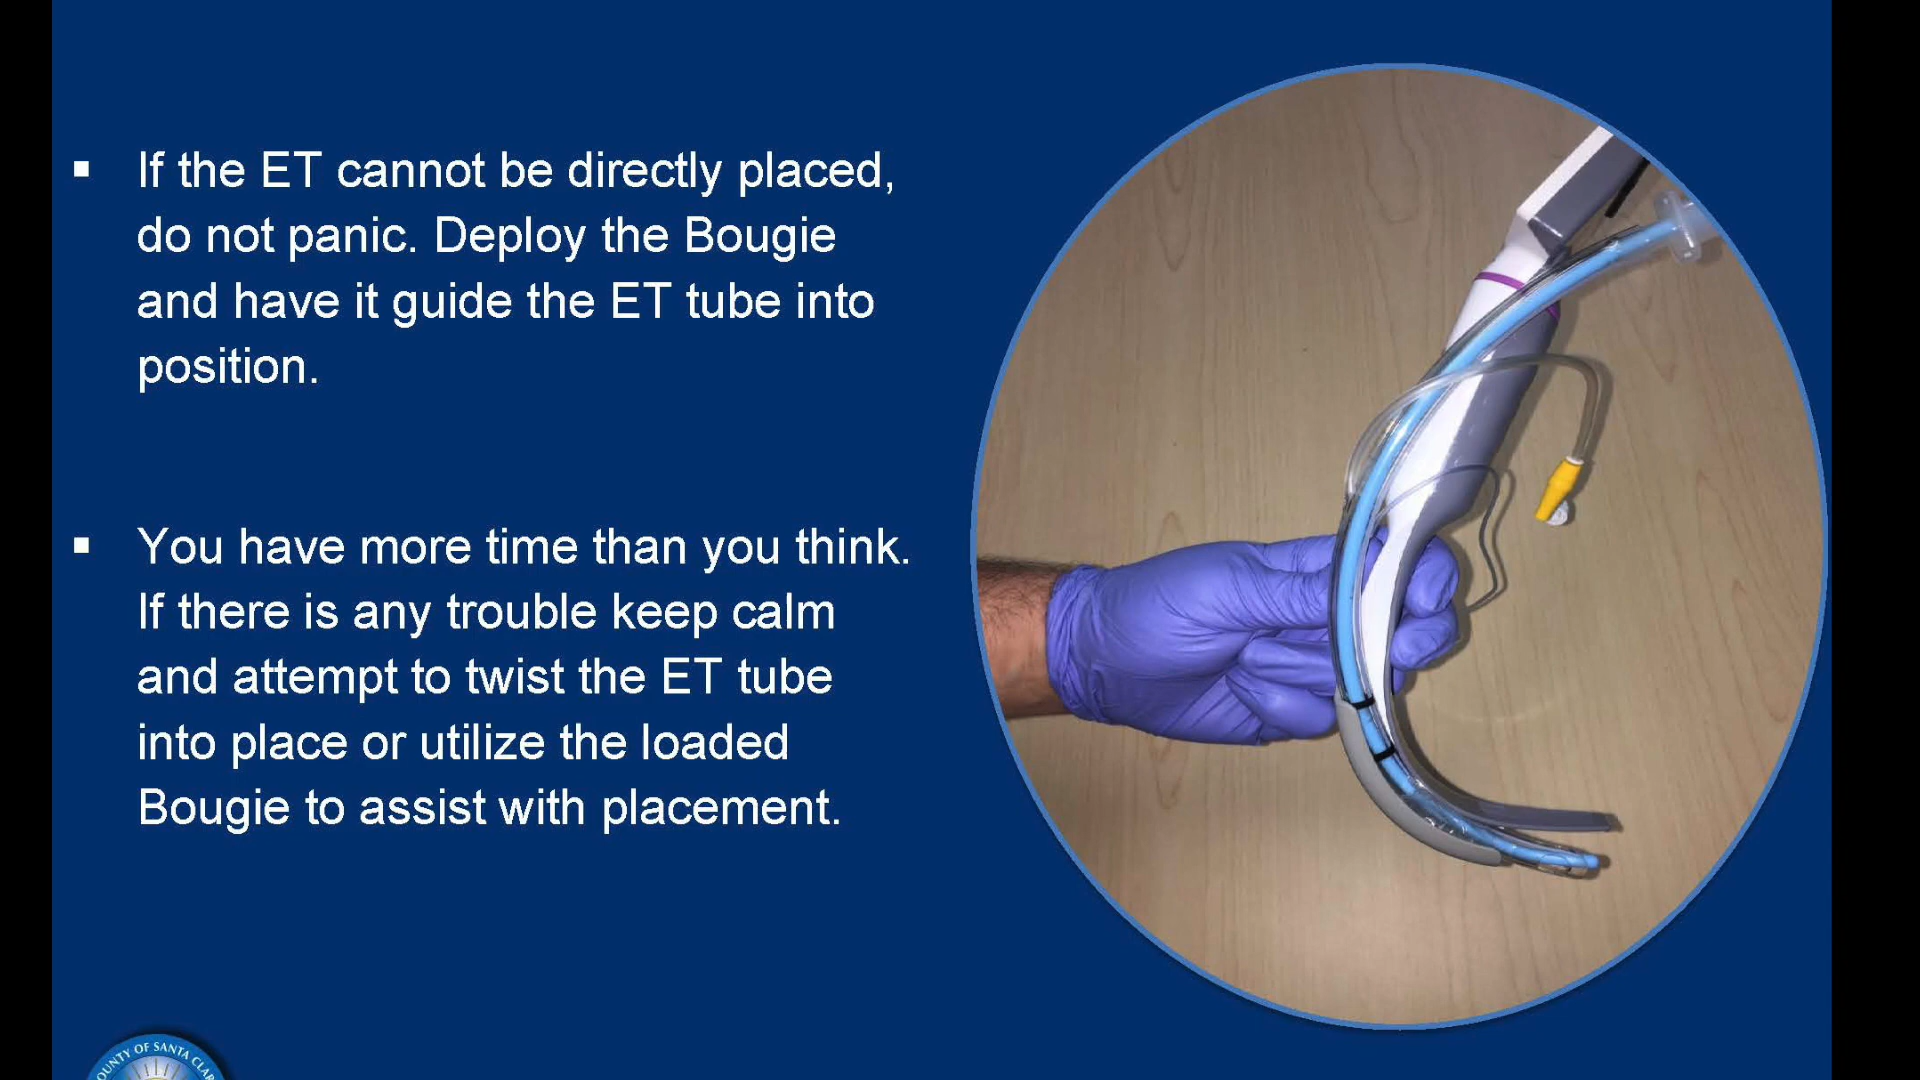 ▪ If the ET cannot be directly placed,
do not panic. Deploy the Bougie
and have it guide the ET tube into
position.
▪ You have more time than you think.
If there is any trouble keep calm
and attempt to twist the ET tube
into place or utilize the loaded
Bougie to assist with placement.
OF SANTA